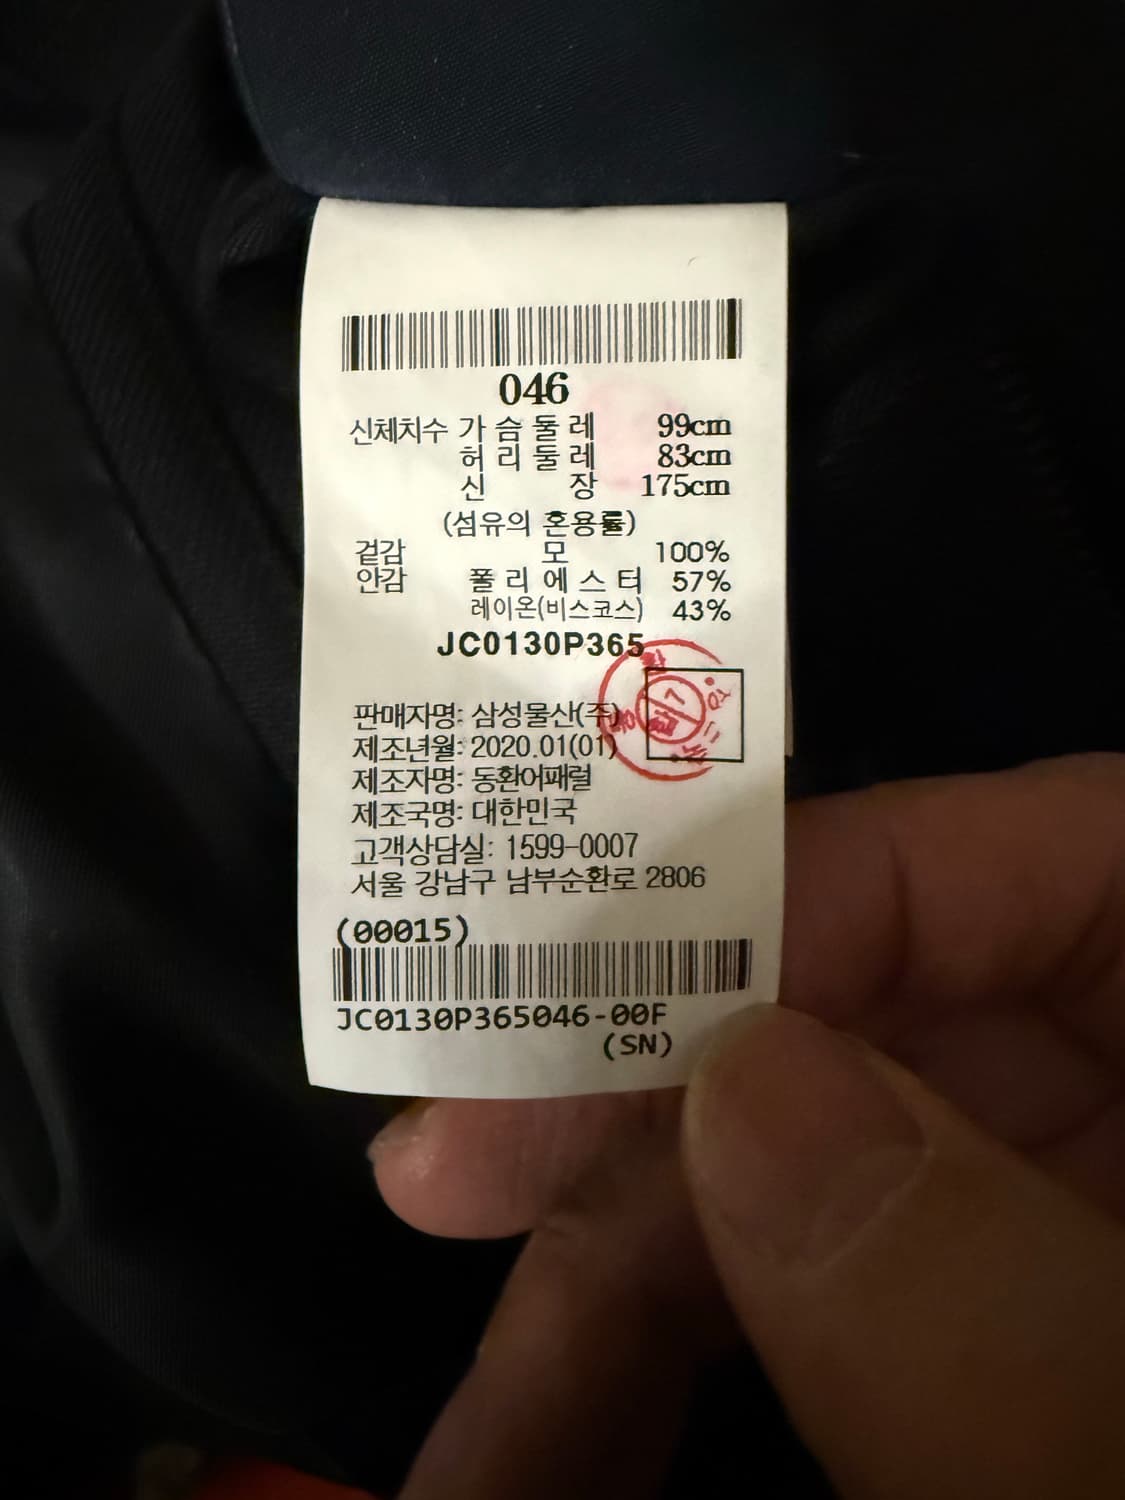 046
신체치수 가슴둘레 99cm
허리둘레 83cm
신 장 175cm
(섬유의 혼용률)
겉감 모 100%
안감 폴리에스터 57%
레이온(비스코스) 43%
JC0130P365
판매자명: 삼성물산(주)
제조년월: 2020.01(01)
제조자명: 동환어패럴
제조국명: 대한민국
고객상담실: 1599-0007
서울 강남구 남부순환로 2806
(00015)
JC0130P365046-00F
(SN)